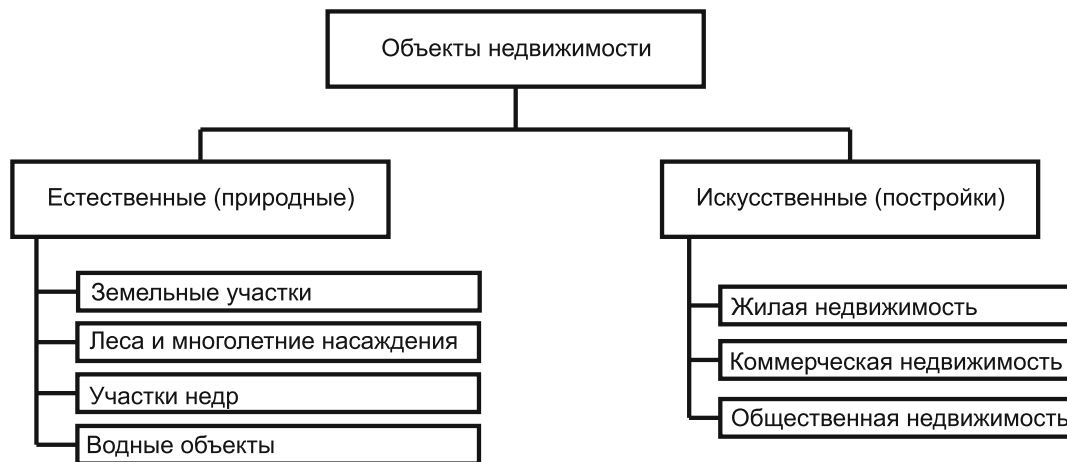 Объекты недвижимости
Естественные (природные)
Земельные участки
Леса и многолетние насаждения
Участки недр
Водные объекты
Искусственные (постройки)
Жилая недвижимость
Коммерческая недвижимость
Общественная недвижимость